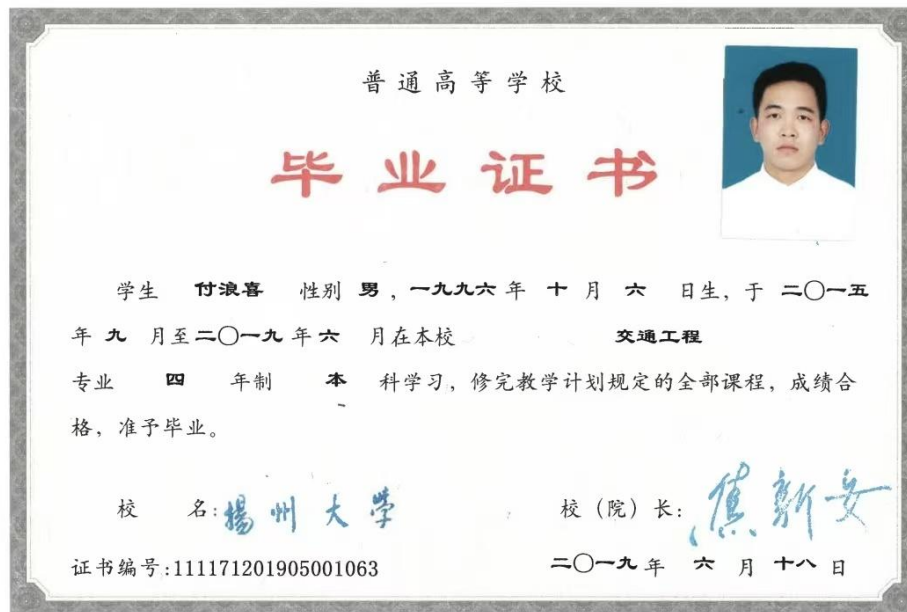 普通高等学校
毕业证书
学生 付浪喜 性别 男，一九九六 年 十 月 六 日生，于 二〇一五
年 九 月至二〇一九 年 六 月在本校 交通工程
专业 四 年制 本 科学习，修完教学计划规定的全部课程，成绩合
格，准予毕业。
校 名：揚州大學 校（院）长：焦新安
证书编号：111171201905001063 二〇一九 年 六 月 十八 日